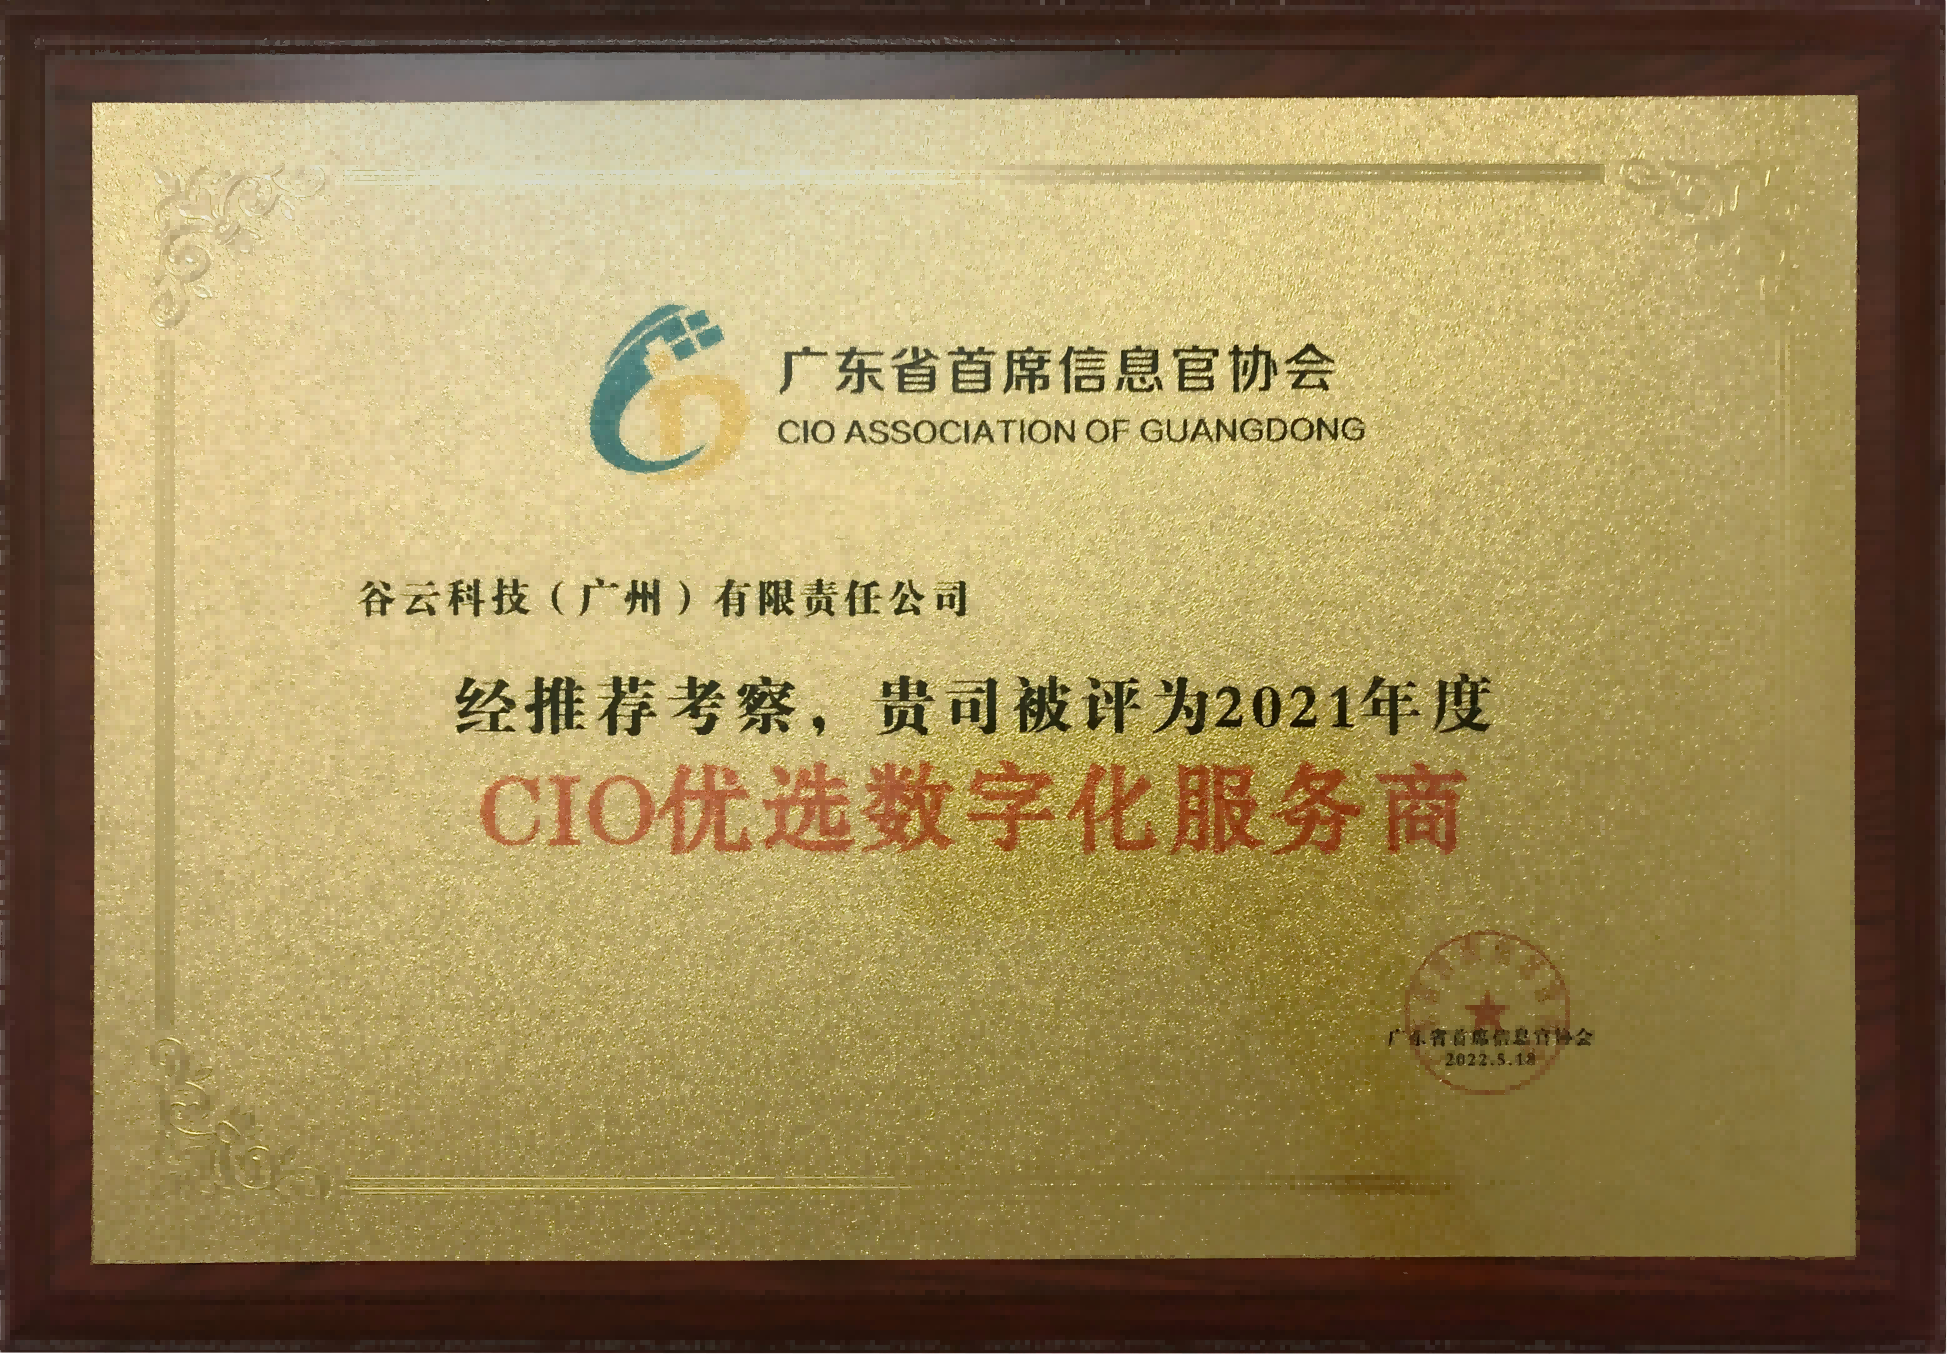 广东省首席信息官协会
CIO ASSOCIATION OF GUANGDONG
谷云科技（广州）有限责任公司
经推荐考察，贵司被评为2021年度
CIO优选数字化服务商
广东省首席信息官协会
2022.5.18